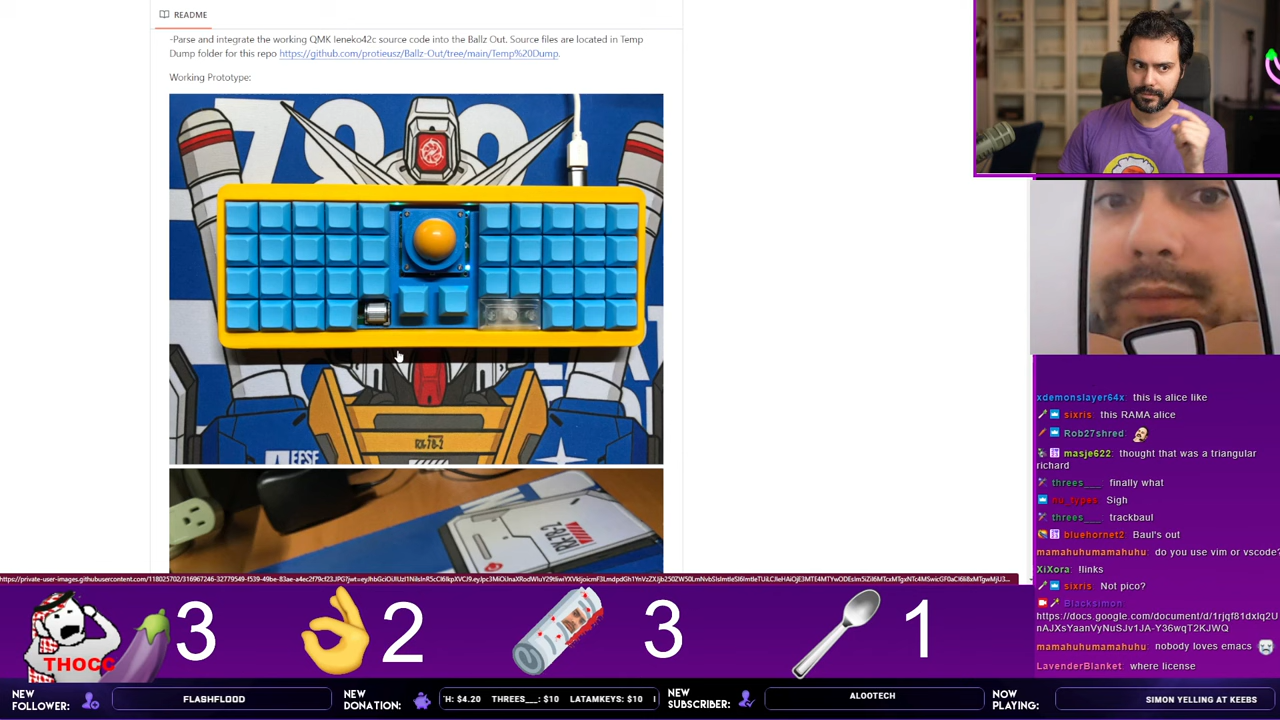 README
-Parse and integrate the working QMK leneko42c source code into the Ballz Out. Source files are located in Temp
Dump folder for this repo https://github.com/protieusz/Ballz-Out/tree/main/Temp%20Dump.
Working Prototype:
RX-78-2
RX-78-2
xdemonslayer64x: this is alice like
sixris: this RAMA alice
Rob27shred
masje622: thought that was a triangular
richard
threes___: finally what
nu_types: Sigh
threes___: trackbaul
bluehornet2: Baul's out
mamahuhumamahuhu: do you use vim or vscode?
XiXora: !links
sixris: Not pico?
Blacksimon:
https://docs.google.com/document/d/1rjqf81dxlq2U
nAJXsYaanVyNuSJv1JA-Y36wqT2KJWQ
mamahuhumamahuhu: nobody loves emacs
LavenderBlanket: where license
THOCC
3
2
3
1
NEW
FOLLOWER:
FLASHFLOOD
NEW
DONATION:
H: $4.20 THREES___: $10 LATAMKEYS: $10
NEW
SUBSCRIBER:
ALOOTECH
NOW
PLAYING:
SIMON YELLING AT KEEBS